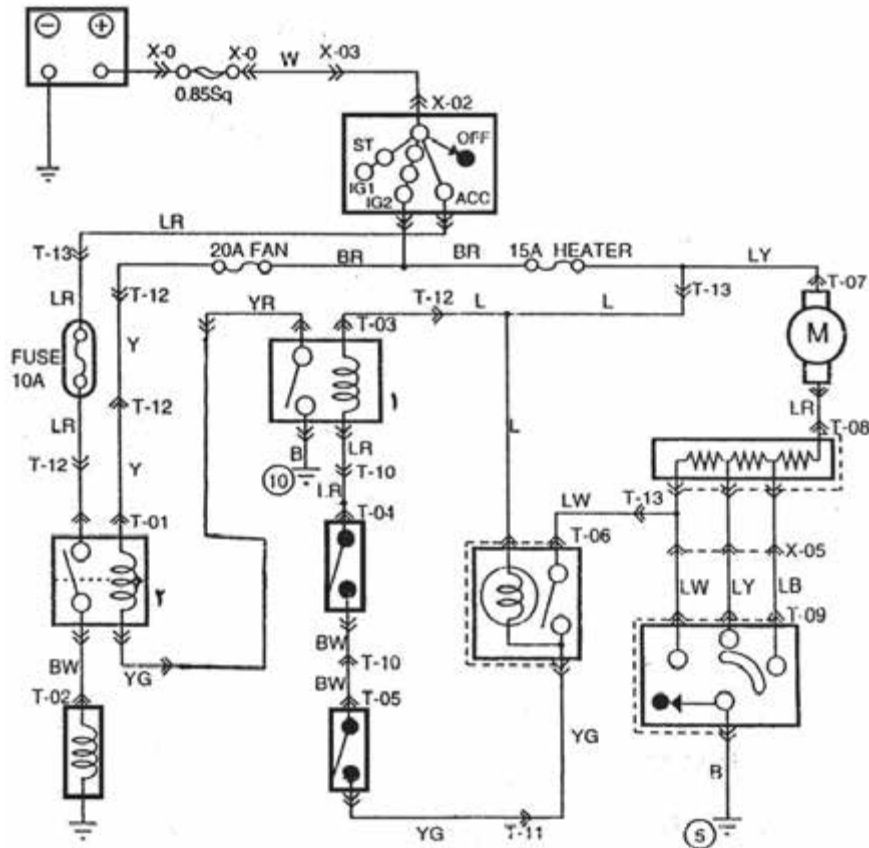 − +
X-0 X-0 W X-03
0.85Sq
X-02
ST OFF
IG1
IG2 ACC
LR
T-13 20A FAN BR BR 15A HEATER LY
T-12 T-13 T-07
LR YR T-12 L L
T-03
FUSE
10A
Y M
۱
LR T-12 B LR L LR
T-12 Y 10 T-10 T-08
LR
T-01 T-04 LW T-13
T-06 X-05
۲ LW LY LB
T-09
BW YG BW T-10
T-02 BW T-05
YG B
YG T-11 5